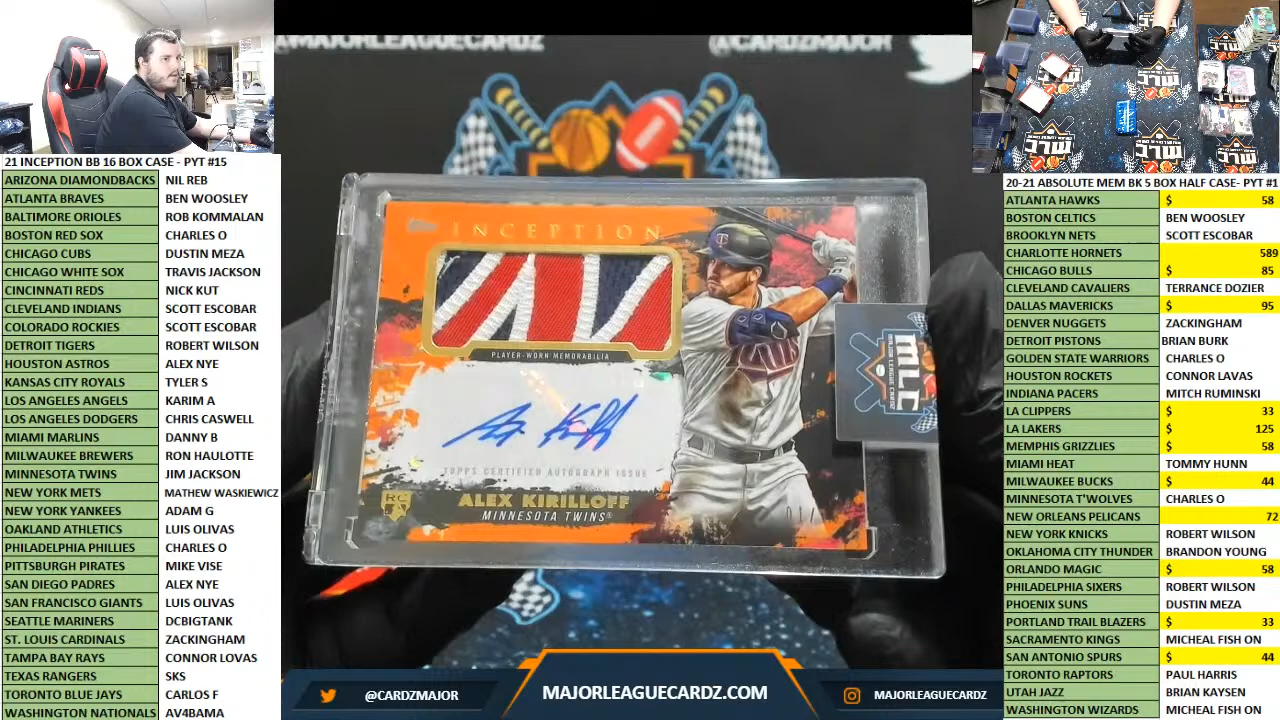 @MAJORLEAGUECARDZ
@CARDZMAJOR
21 INCEPTION BB 16 BOX CASE - PYT #15
ARIZONA DIAMONDBACKS NIL REB
ATLANTA BRAVES BEN WOOSLEY
BALTIMORE ORIOLES ROB KOMMALAN
BOSTON RED SOX CHARLES O
CHICAGO CUBS DUSTIN MEZA
CHICAGO WHITE SOX TRAVIS JACKSON
CINCINNATI REDS NICK KUT
CLEVELAND INDIANS SCOTT ESCOBAR
COLORADO ROCKIES SCOTT ESCOBAR
DETROIT TIGERS ROBERT WILSON
HOUSTON ASTROS ALEX NYE
KANSAS CITY ROYALS TYLER S
LOS ANGELES ANGELS KARIM A
LOS ANGELES DODGERS CHRIS CASWELL
MIAMI MARLINS DANNY B
MILWAUKEE BREWERS RON HAULOTTE
MINNESOTA TWINS JIM JACKSON
NEW YORK METS MATHEW WASKIEWICZ
NEW YORK YANKEES ADAM G
OAKLAND ATHLETICS LUIS OLIVAS
PHILADELPHIA PHILLIES CHARLES O
PITTSBURGH PIRATES MIKE VISE
SAN DIEGO PADRES ALEX NYE
SAN FRANCISCO GIANTS LUIS OLIVAS
SEATTLE MARINERS DCBIGTANK
ST. LOUIS CARDINALS ZACKINGHAM
TAMPA BAY RAYS CONNOR LOVAS
TEXAS RANGERS SKS
TORONTO BLUE JAYS CARLOS F
WASHINGTON NATIONALS AV4BAMA
INCEPTION
PLAYER-WORN MEMORABILIA
TOPPS CERTIFIED AUTOGRAPH ISSUE
RC
ALEX KIRILLOFF
MINNESOTA TWINS
TWINS
MLC
MAJOR LEAGUE CARDZ
@CARDZMAJOR
MAJORLEAGUECARDZ.COM
MAJORLEAGUECARDZ
20-21 ABSOLUTE MEM BK 5 BOX HALF CASE- PYT #1
ATLANTA HAWKS $ 58
BOSTON CELTICS BEN WOOSLEY
BROOKLYN NETS SCOTT ESCOBAR
CHARLOTTE HORNETS 589
CHICAGO BULLS $ 85
CLEVELAND CAVALIERS TERRANCE DOZIER
DALLAS MAVERICKS $ 95
DENVER NUGGETS ZACKINGHAM
DETROIT PISTONS BRIAN BURK
GOLDEN STATE WARRIORS CHARLES O
HOUSTON ROCKETS CONNOR LAVAS
INDIANA PACERS MITCH RUMINSKI
LA CLIPPERS $ 33
LA LAKERS $ 125
MEMPHIS GRIZZLIES $ 58
MIAMI HEAT TOMMY HUNN
MILWAUKEE BUCKS $ 44
MINNESOTA T'WOLVES CHARLES O
NEW ORLEANS PELICANS 72
NEW YORK KNICKS ROBERT WILSON
OKLAHOMA CITY THUNDER BRANDON YOUNG
ORLANDO MAGIC $ 58
PHILADELPHIA SIXERS ROBERT WILSON
PHOENIX SUNS DUSTIN MEZA
PORTLAND TRAIL BLAZERS $ 33
SACRAMENTO KINGS MICHEAL FISH ON
SAN ANTONIO SPURS $ 44
TORONTO RAPTORS PAUL HARRIS
UTAH JAZZ BRIAN KAYSEN
WASHINGTON WIZARDS MICHEAL FISH ON